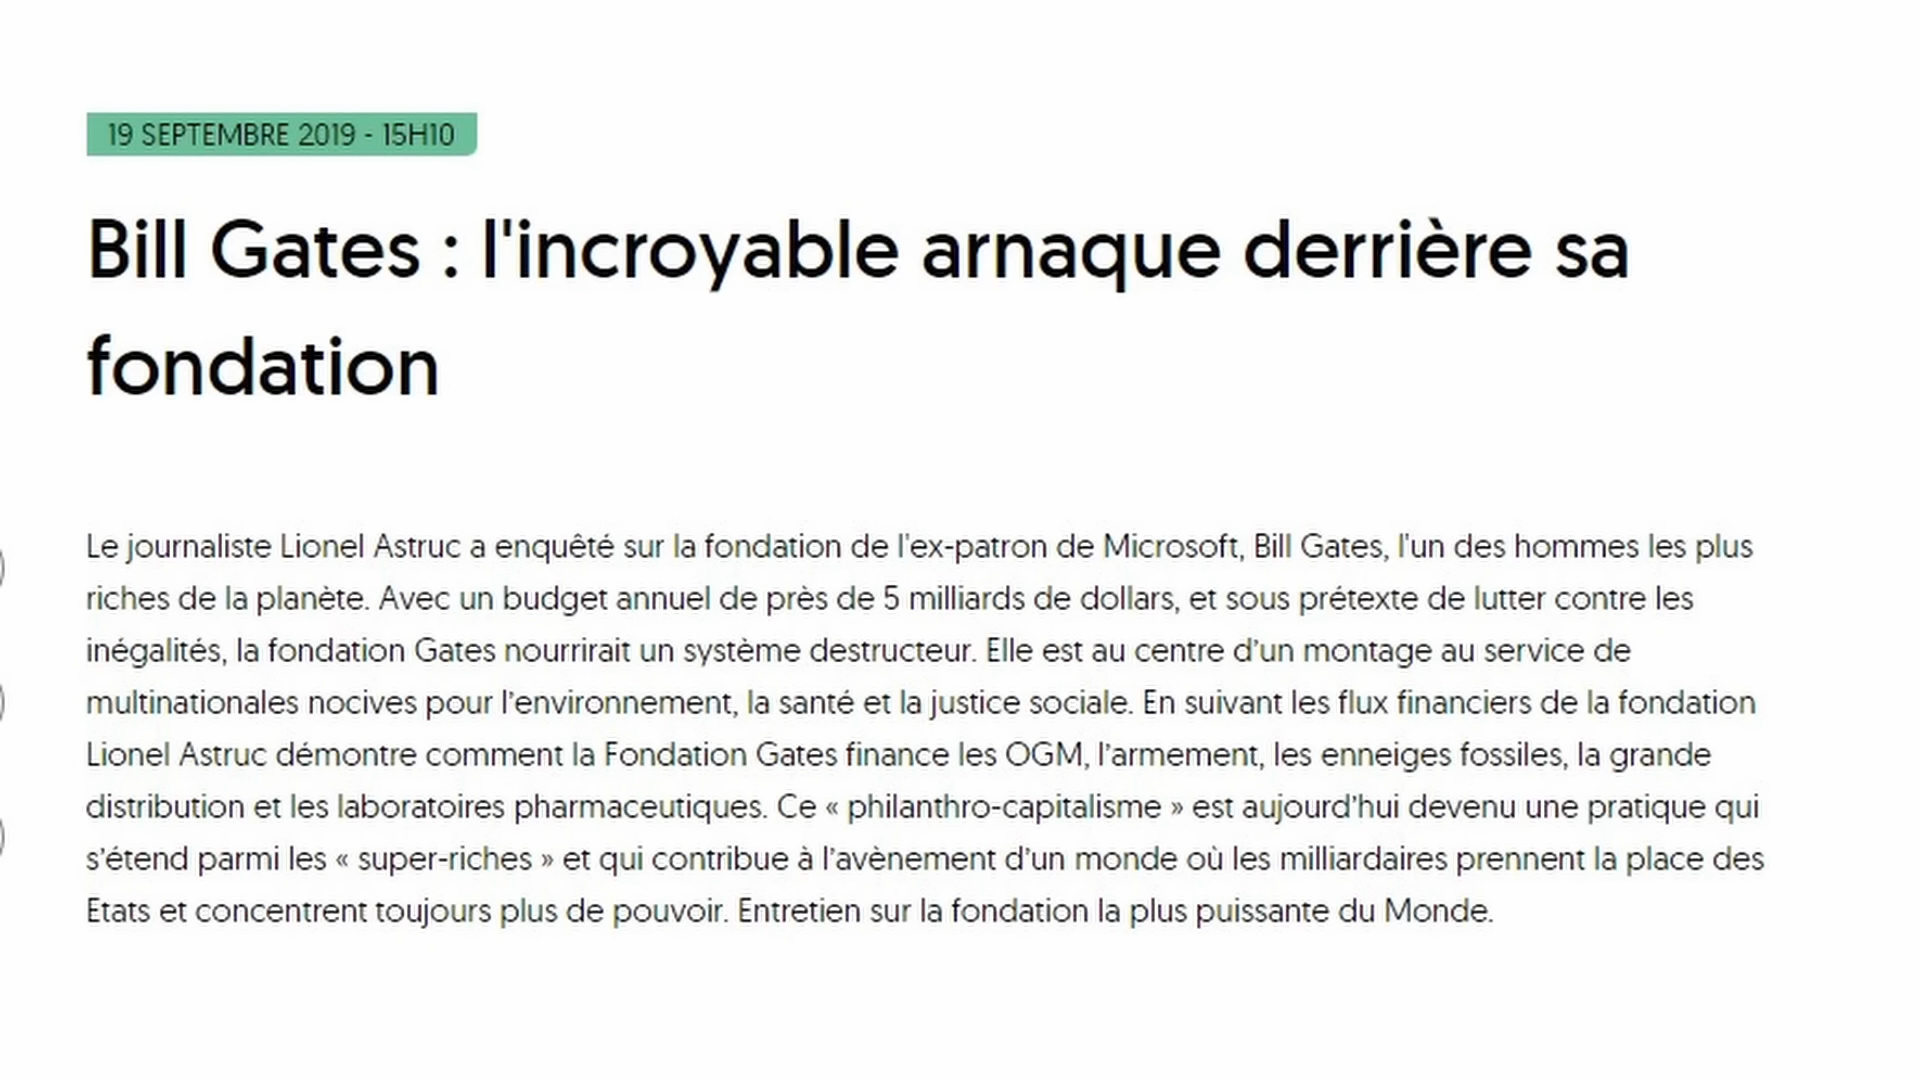 19 SEPTEMBRE 2019 - 15H10
Bill Gates : l'incroyable arnaque derrière sa
fondation
Le journaliste Lionel Astruc a enquêté sur la fondation de l'ex-patron de Microsoft, Bill Gates, l'un des hommes les plus
riches de la planète. Avec un budget annuel de près de 5 milliards de dollars, et sous prétexte de lutter contre les
inégalités, la fondation Gates nourrirait un système destructeur. Elle est au centre d’un montage au service de
multinationales nocives pour l’environnement, la santé et la justice sociale. En suivant les flux financiers de la fondation
Lionel Astruc démontre comment la Fondation Gates finance les OGM, l’armement, les enneiges fossiles, la grande
distribution et les laboratoires pharmaceutiques. Ce « philanthro-capitalisme » est aujourd’hui devenu une pratique qui
s’étend parmi les « super-riches » et qui contribue à l’avènement d’un monde où les milliardaires prennent la place des
Etats et concentrent toujours plus de pouvoir. Entretien sur la fondation la plus puissante du Monde.